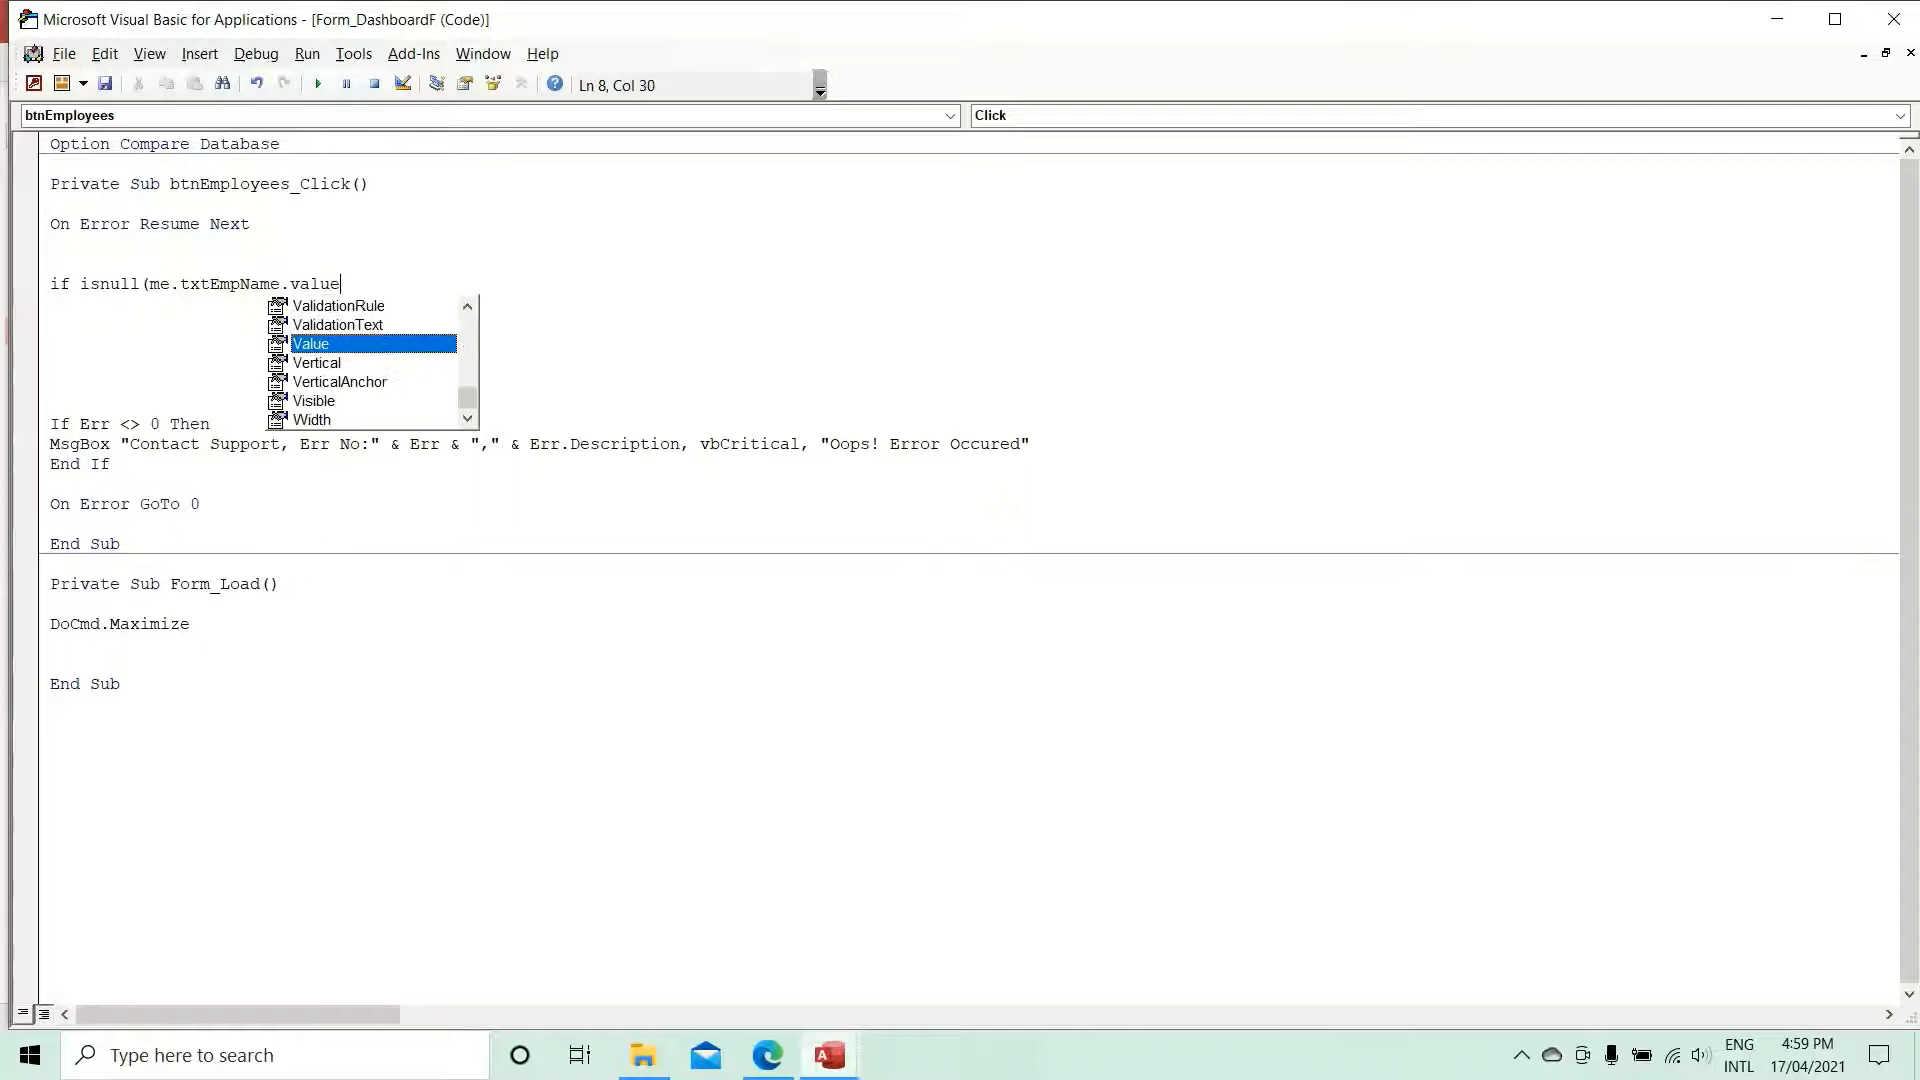 Microsoft Visual Basic for Applications - [Form_DashboardF (Code)]
File Edit View Insert Debug Run Tools Add-Ins Window Help
Ln 8, Col 30
btnEmployees
Click
Option Compare Database
Private Sub btnEmployees_Click()
On Error Resume Next
if isnull(me.txtEmpName.value
ValidationRule
ValidationText
Value
Vertical
VerticalAnchor
Visible
Width
If Err <> 0 Then
MsgBox "Contact Support, Err No:" & Err & "," & Err.Description, vbCritical, "Oops! Error Occured"
End If
On Error GoTo 0
End Sub
Private Sub Form_Load()
DoCmd.Maximize
End Sub
Type here to search
ENG
INTL
4:59 PM
17/04/2021